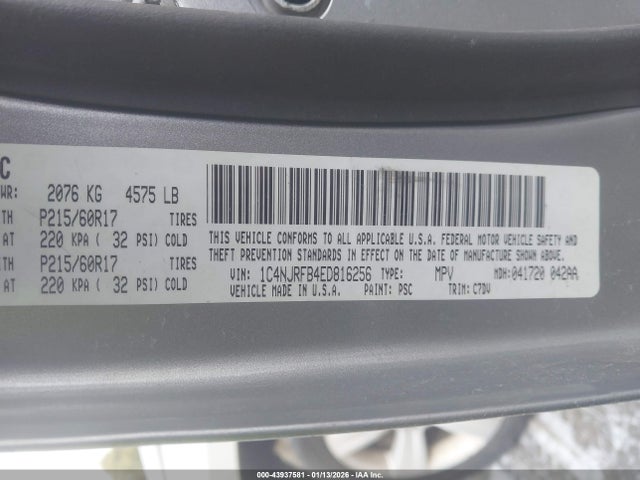 C
WR: 2076 KG 4575 LB
TH P215/60R17 TIRES
AT 220 KPA ( 32 PSI) COLD
TH P215/60R17 TIRES
AT 220 KPA ( 32 PSI) COLD
THIS VEHICLE CONFORMS TO ALL APPLICABLE U.S.A. FEDERAL MOTOR VEHICLE SAFETY AND
THEFT PREVENTION STANDARDS IN EFFECT ON THE DATE OF MANUFACTURE SHOWN ABOVE.
VIN: 1C4NJRFB4ED816256 TYPE: MPV MDH: 041720 042AA
VEHICLE MADE IN U.S.A. PAINT: PSC TRIM: C7DV
00-43937581 - 01/13/2026 - IAA Inc.